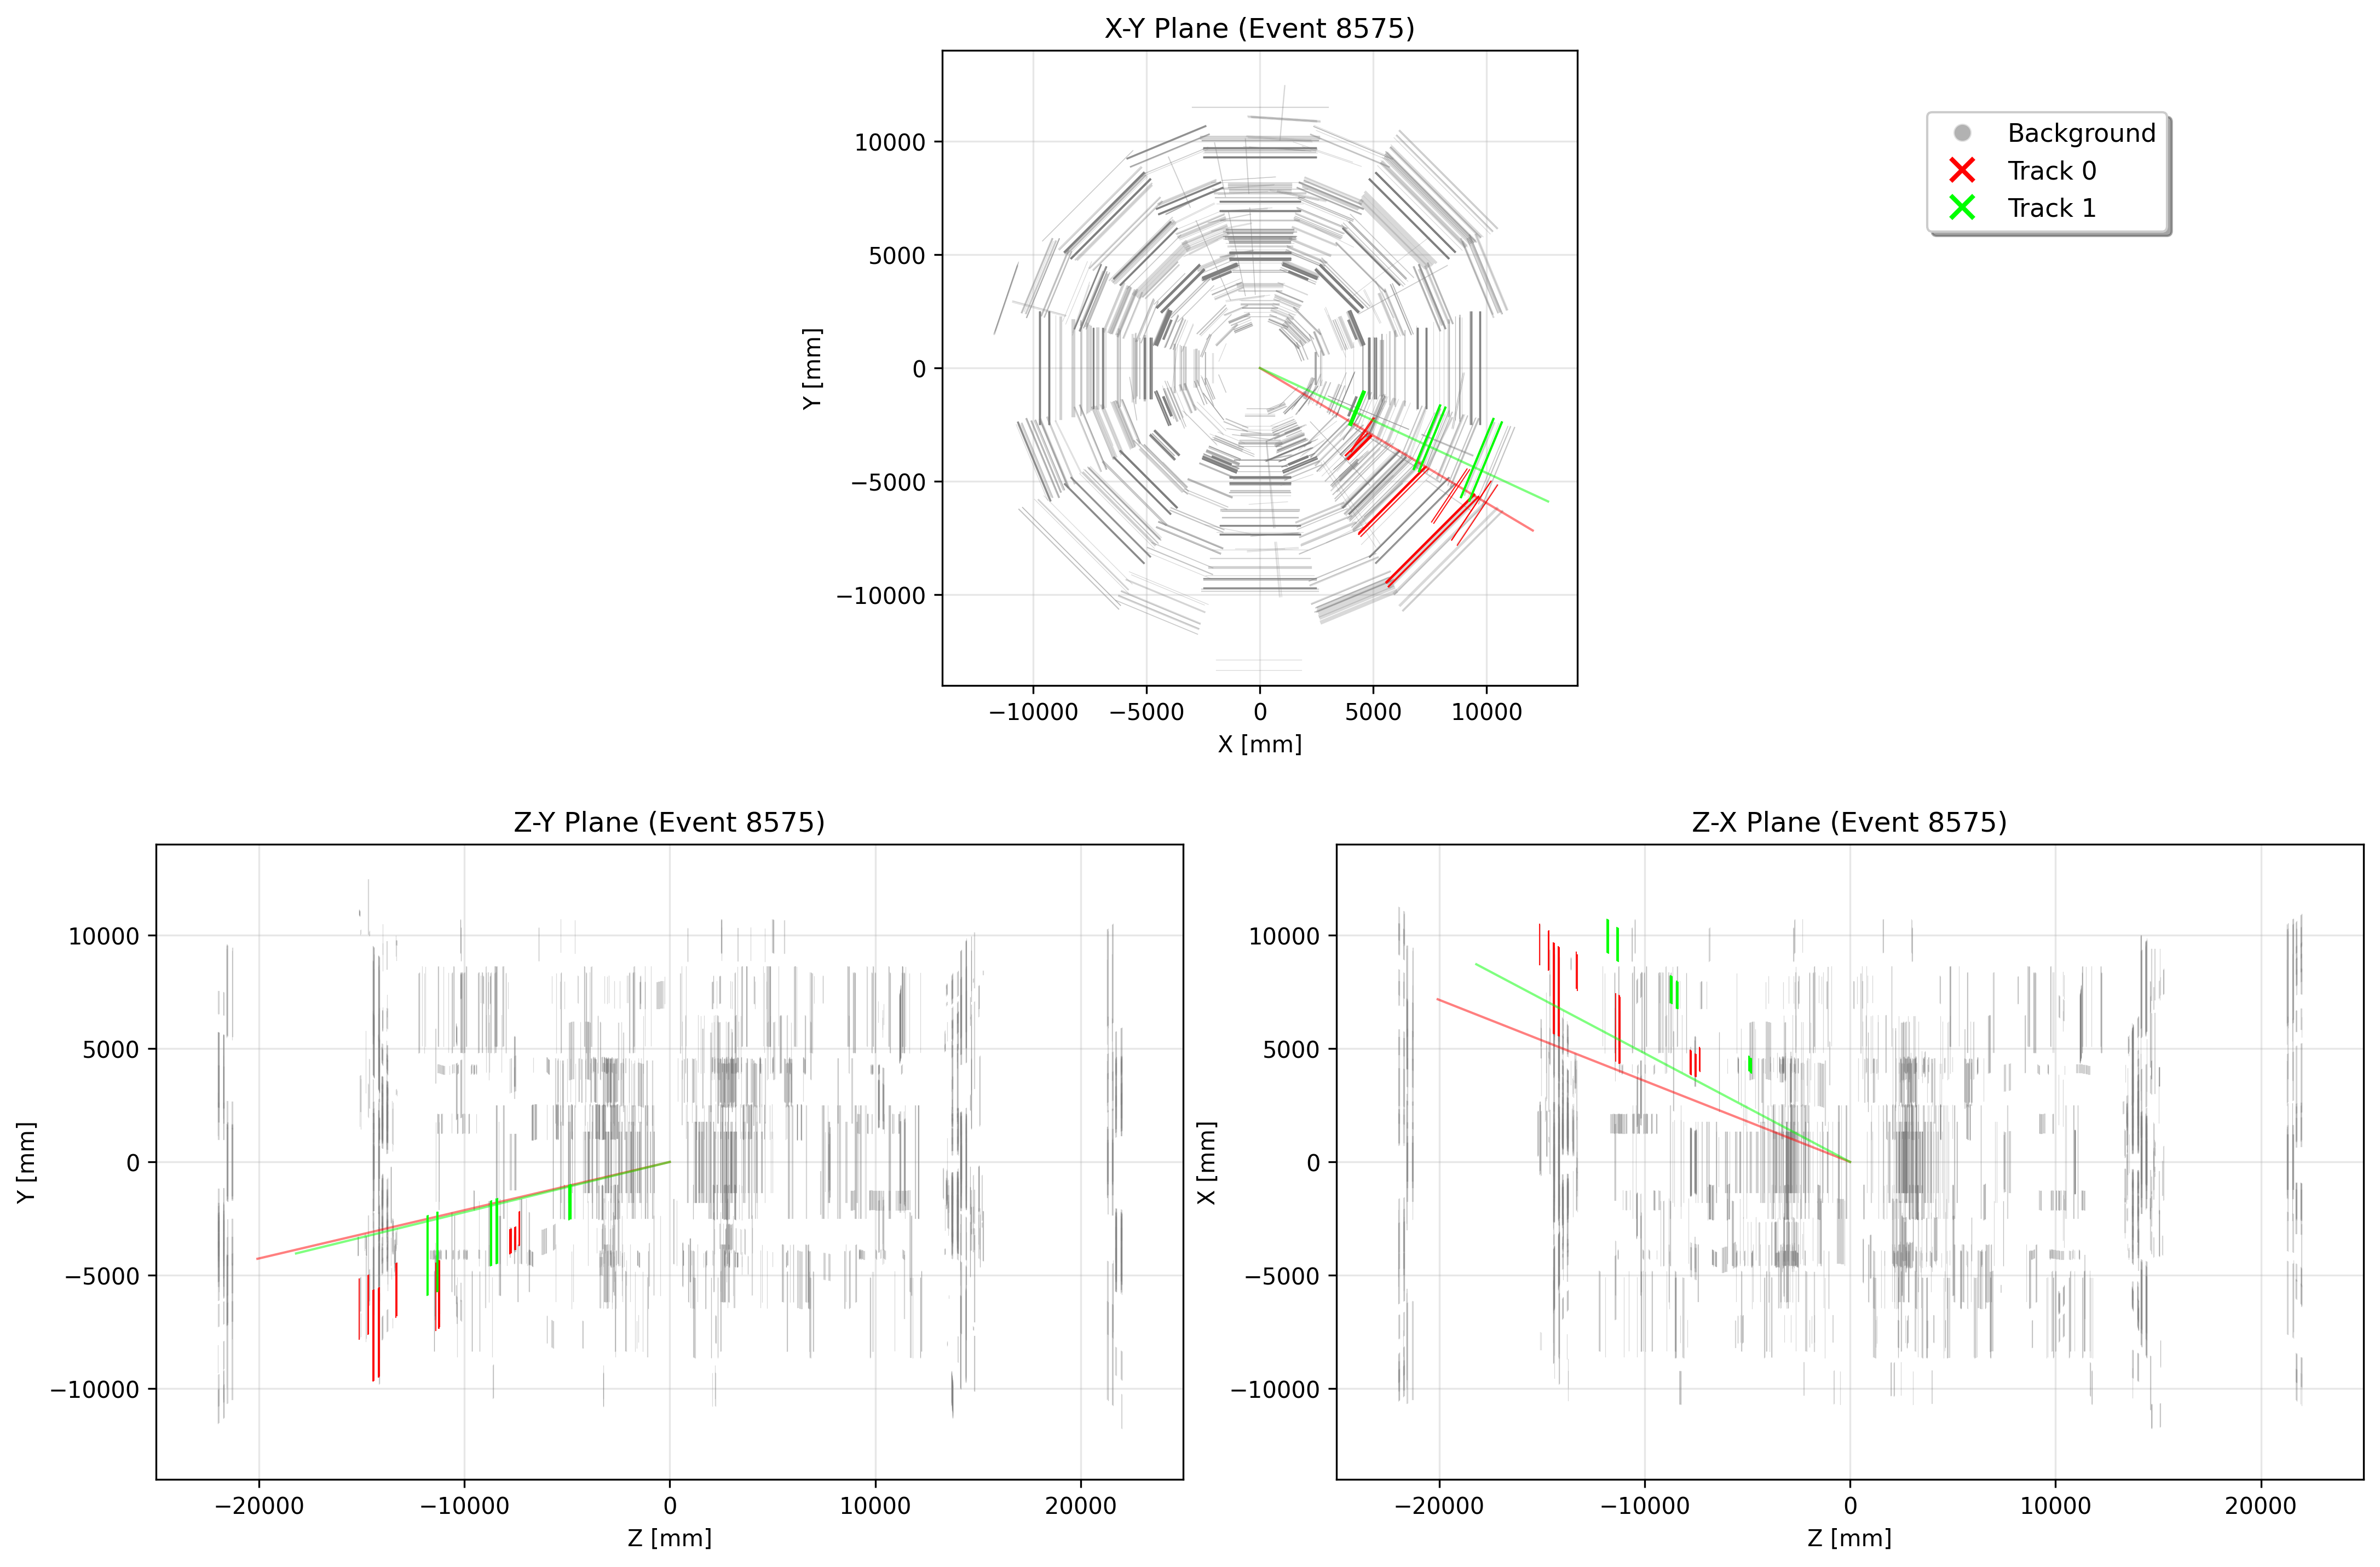 X-Y Plane (Event 8575)
Y [mm]
10000
5000
0
−5000
−10000
−10000 −5000 0 5000 10000
X [mm]
Background
Track 0
Track 1
Z-Y Plane (Event 8575)
Y [mm]
10000
5000
0
−5000
−10000
−20000 −10000 0 10000 20000
Z [mm]
Z-X Plane (Event 8575)
X [mm]
10000
5000
0
−5000
−10000
−20000 −10000 0 10000 20000
Z [mm]